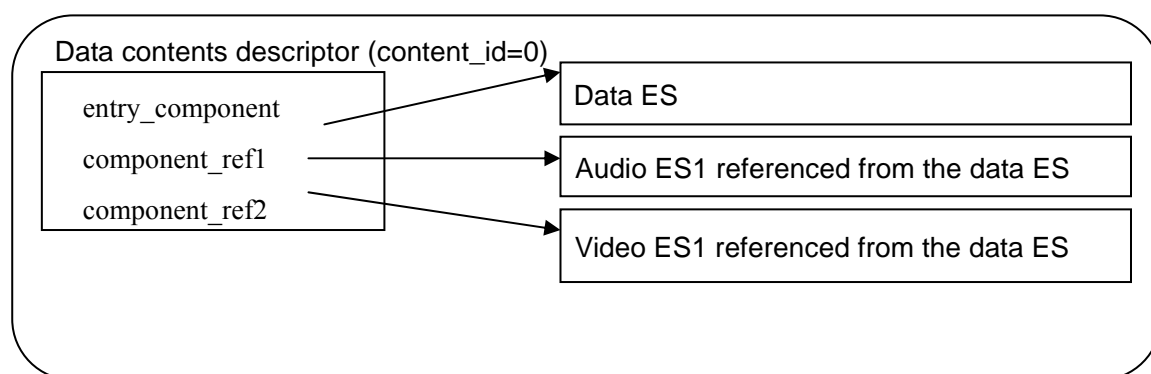 Data contents descriptor (content_id=0)
entry_component
component_ref1
component_ref2
Data ES
Audio ES1 referenced from the data ES
Video ES1 referenced from the data ES